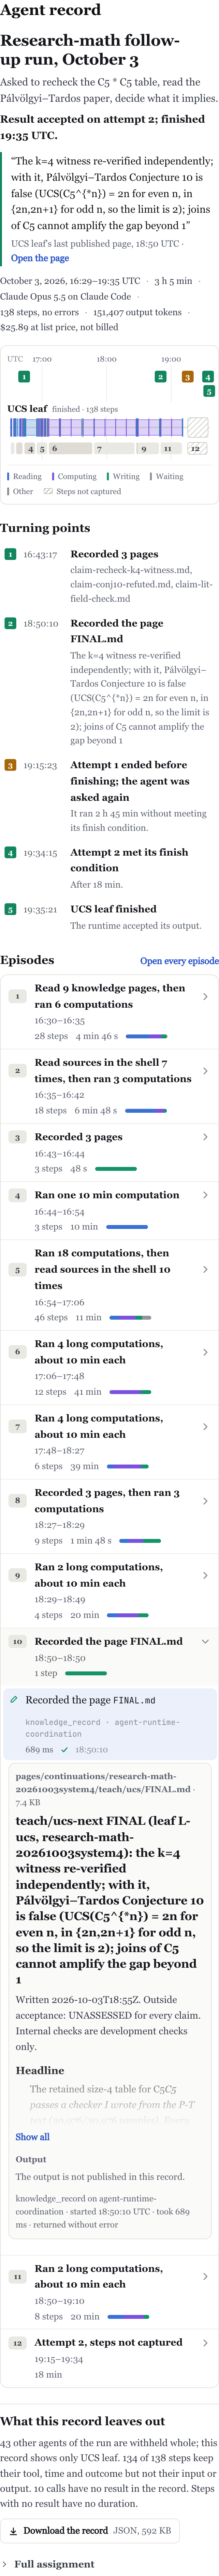 Agent record
Research-math follow-
up run, October 3
Asked to recheck the C5 * C5 table, read the
Pálvölgyi–Tardos paper, decide what it implies.
Result accepted on attempt 2; finished
19:35 UTC.
“The k=4 witness re-verified independently;
with it, Pálvölgyi–Tardos Conjecture 10 is
false (UCS(C5^{*n}) = 2n for even n, in
{2n,2n+1} for odd n, so the limit is 2); joins
of C5 cannot amplify the gap beyond 1”
UCS leaf's last published page, 18:50 UTC ·
Open the page
October 3, 2026, 16:29–19:35 UTC · 3 h 5 min ·
Claude Opus 5.5 on Claude Code ·
138 steps, no errors · 151,407 output tokens ·
$25.89 at list price, not billed
UTC 17:00 18:00 19:00
1 2 3 4
5
UCS leaf finished · 138 steps
4 5 6 7 9 11 12
Reading Computing Writing Waiting
Other Steps not captured
Turning points
1 16:43:17 Recorded 3 pages
claim-recheck-k4-witness.md,
claim-conj10-refuted.md, claim-lit-
field-check.md
2 18:50:10 Recorded the page
FINAL.md
The k=4 witness re-verified
independently; with it, Pálvölgyi–
Tardos Conjecture 10 is false
(UCS(C5^{*n}) = 2n for even n, in
{2n,2n+1} for odd n, so the limit is
2); joins of C5 cannot amplify the
gap beyond 1
3 19:15:23 Attempt 1 ended before
finishing; the agent was
asked again
It ran 2 h 45 min without meeting
its finish condition.
4 19:34:15 Attempt 2 met its finish
condition
After 18 min.
5 19:35:21 UCS leaf finished
The runtime accepted its output.
Episodes Open every episode
1 Read 9 knowledge pages, then
ran 6 computations
16:30–16:35
28 steps 4 min 46 s
2 Read sources in the shell 7
times, then ran 3 computations
16:35–16:42
18 steps 6 min 48 s
3 Recorded 3 pages
16:43–16:44
3 steps 48 s
4 Ran one 10 min computation
16:44–16:54
3 steps 10 min
5 Ran 18 computations, then
read sources in the shell 10
times
16:54–17:06
46 steps 11 min
6 Ran 4 long computations,
about 10 min each
17:06–17:48
12 steps 41 min
7 Ran 4 long computations,
about 10 min each
17:48–18:27
6 steps 39 min
8 Recorded 3 pages, then ran 3
computations
18:27–18:29
9 steps 1 min 48 s
9 Ran 2 long computations,
about 10 min each
18:29–18:49
4 steps 20 min
10 Recorded the page FINAL.md
18:50–18:50
1 step
Recorded the page FINAL.md
knowledge_record · agent-runtime-
coordination
689 ms 18:50:10
pages/continuations/research-math-
20261003system4/teach/ucs/FINAL.md ·
7.4 KB
teach/ucs-next FINAL (leaf L-
ucs, research-math-
20261003system4): the k=4
witness re-verified
independently; with it,
Pálvölgyi–Tardos Conjecture 10
is false (UCS(C5^{*n}) = 2n for
even n, in {2n,2n+1} for odd n,
so the limit is 2); joins of C5
cannot amplify the gap beyond
1
Written 2026-10-03T18:55Z. Outside
acceptance: UNASSESSED for every claim.
Internal checks are development checks
only.
Headline
The retained size-4 table for C5C5
passes a checker I wrote from the P-T
Show all
Output
The output is not published in this record.
knowledge_record on agent-runtime-
coordination · started 18:50:10 UTC · took 689
ms · returned without error
11 Ran 2 long computations,
about 10 min each
18:50–19:10
8 steps 20 min
12 Attempt 2, steps not captured
19:15–19:34
18 min
What this record leaves out
43 other agents of the run are withheld whole; this
record shows only UCS leaf. 134 of 138 steps keep
their tool, time and outcome but not their input or
output. 10 calls have no result in the record. Steps
with no result have no duration.
Download the record JSON, 592 KB
Full assignment